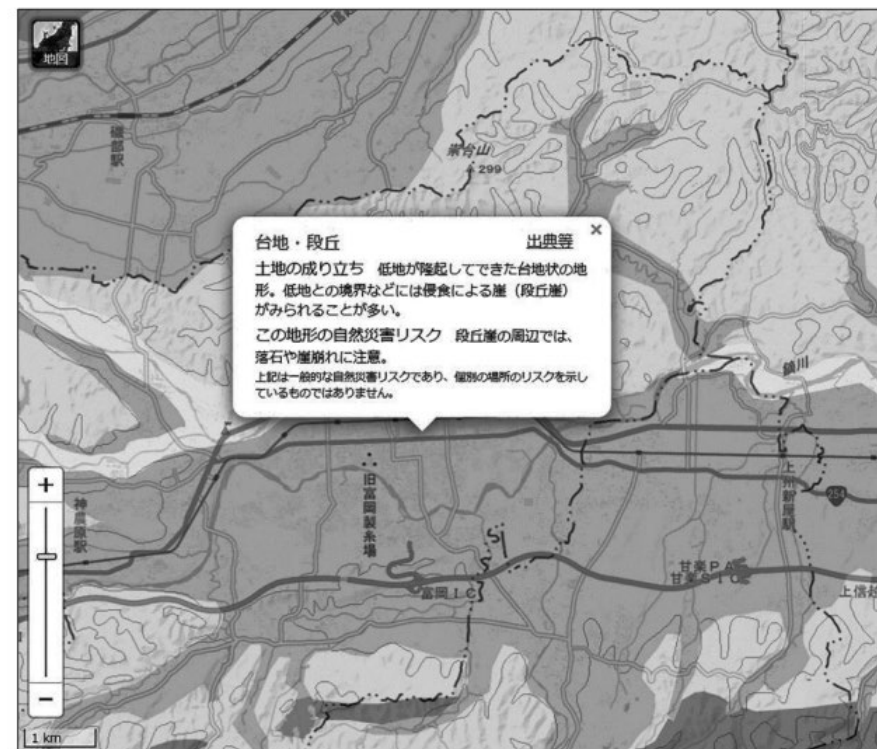 地図
磯部駅
崇台山
299
台地・段丘
出典等
×
土地の成り立ち 低地が隆起してできた台地状の地
形。低地との境界などには侵食による崖（段丘崖）
がみられることが多い。
この地形の自然災害リスク 段丘崖の周辺では、
落石や崖崩れに注意。
上記は一般的な自然災害リスクであり、個別の場所のリスクを示し
ているものではありません。
鏑川
+
神農原駅
旧富岡製糸場
上州新屋駅
254
甘楽PA
甘楽SIC
富岡IC
上信越
−
1 km